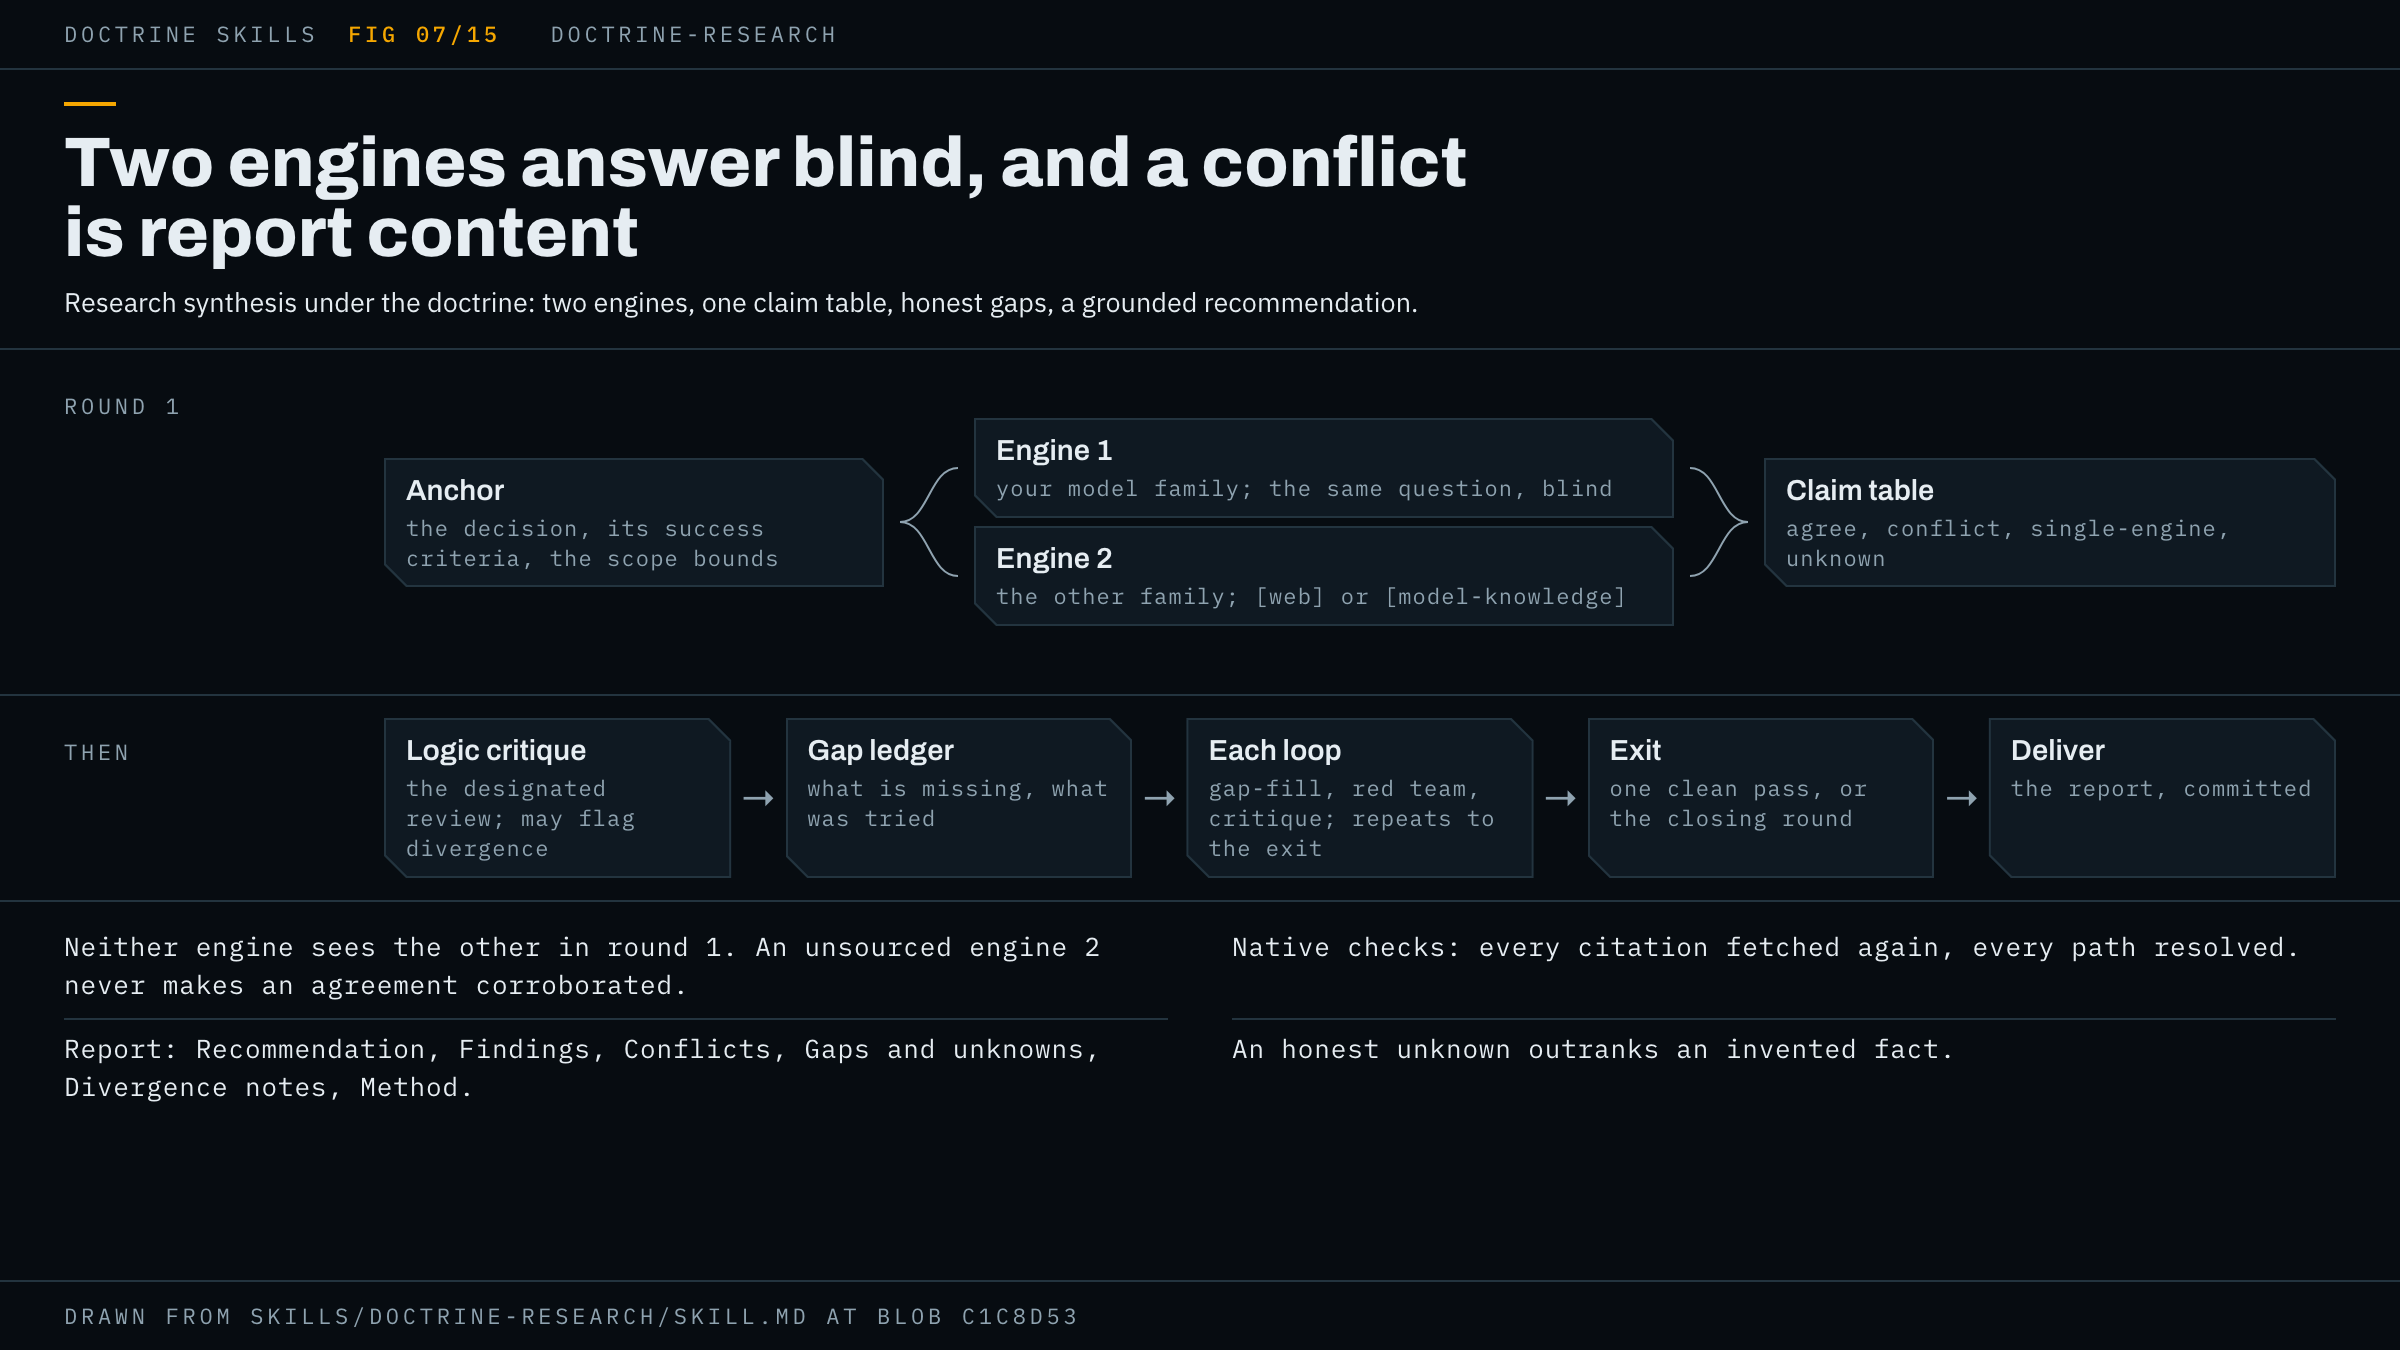 DOCTRINE SKILLS FIG 07/15 DOCTRINE-RESEARCH
Two engines answer blind, and a conflict
is report content
Research synthesis under the doctrine: two engines, one claim table, honest gaps, a grounded recommendation.
ROUND 1
Anchor
the decision, its success
criteria, the scope bounds
Engine 1
your model family; the same question, blind
Engine 2
the other family; [web] or [model-knowledge]
Claim table
agree, conflict, single-engine,
unknown
THEN
Logic critique
the designated
review; may flag
divergence
Gap ledger
what is missing, what
was tried
Each loop
gap-fill, red team,
critique; repeats to
the exit
Exit
one clean pass, or
the closing round
Deliver
the report, committed
Neither engine sees the other in round 1. An unsourced engine 2
never makes an agreement corroborated.
Native checks: every citation fetched again, every path resolved.
Report: Recommendation, Findings, Conflicts, Gaps and unknowns,
Divergence notes, Method.
An honest unknown outranks an invented fact.
DRAWN FROM SKILLS/DOCTRINE-RESEARCH/SKILL.MD AT BLOB C1C8D53